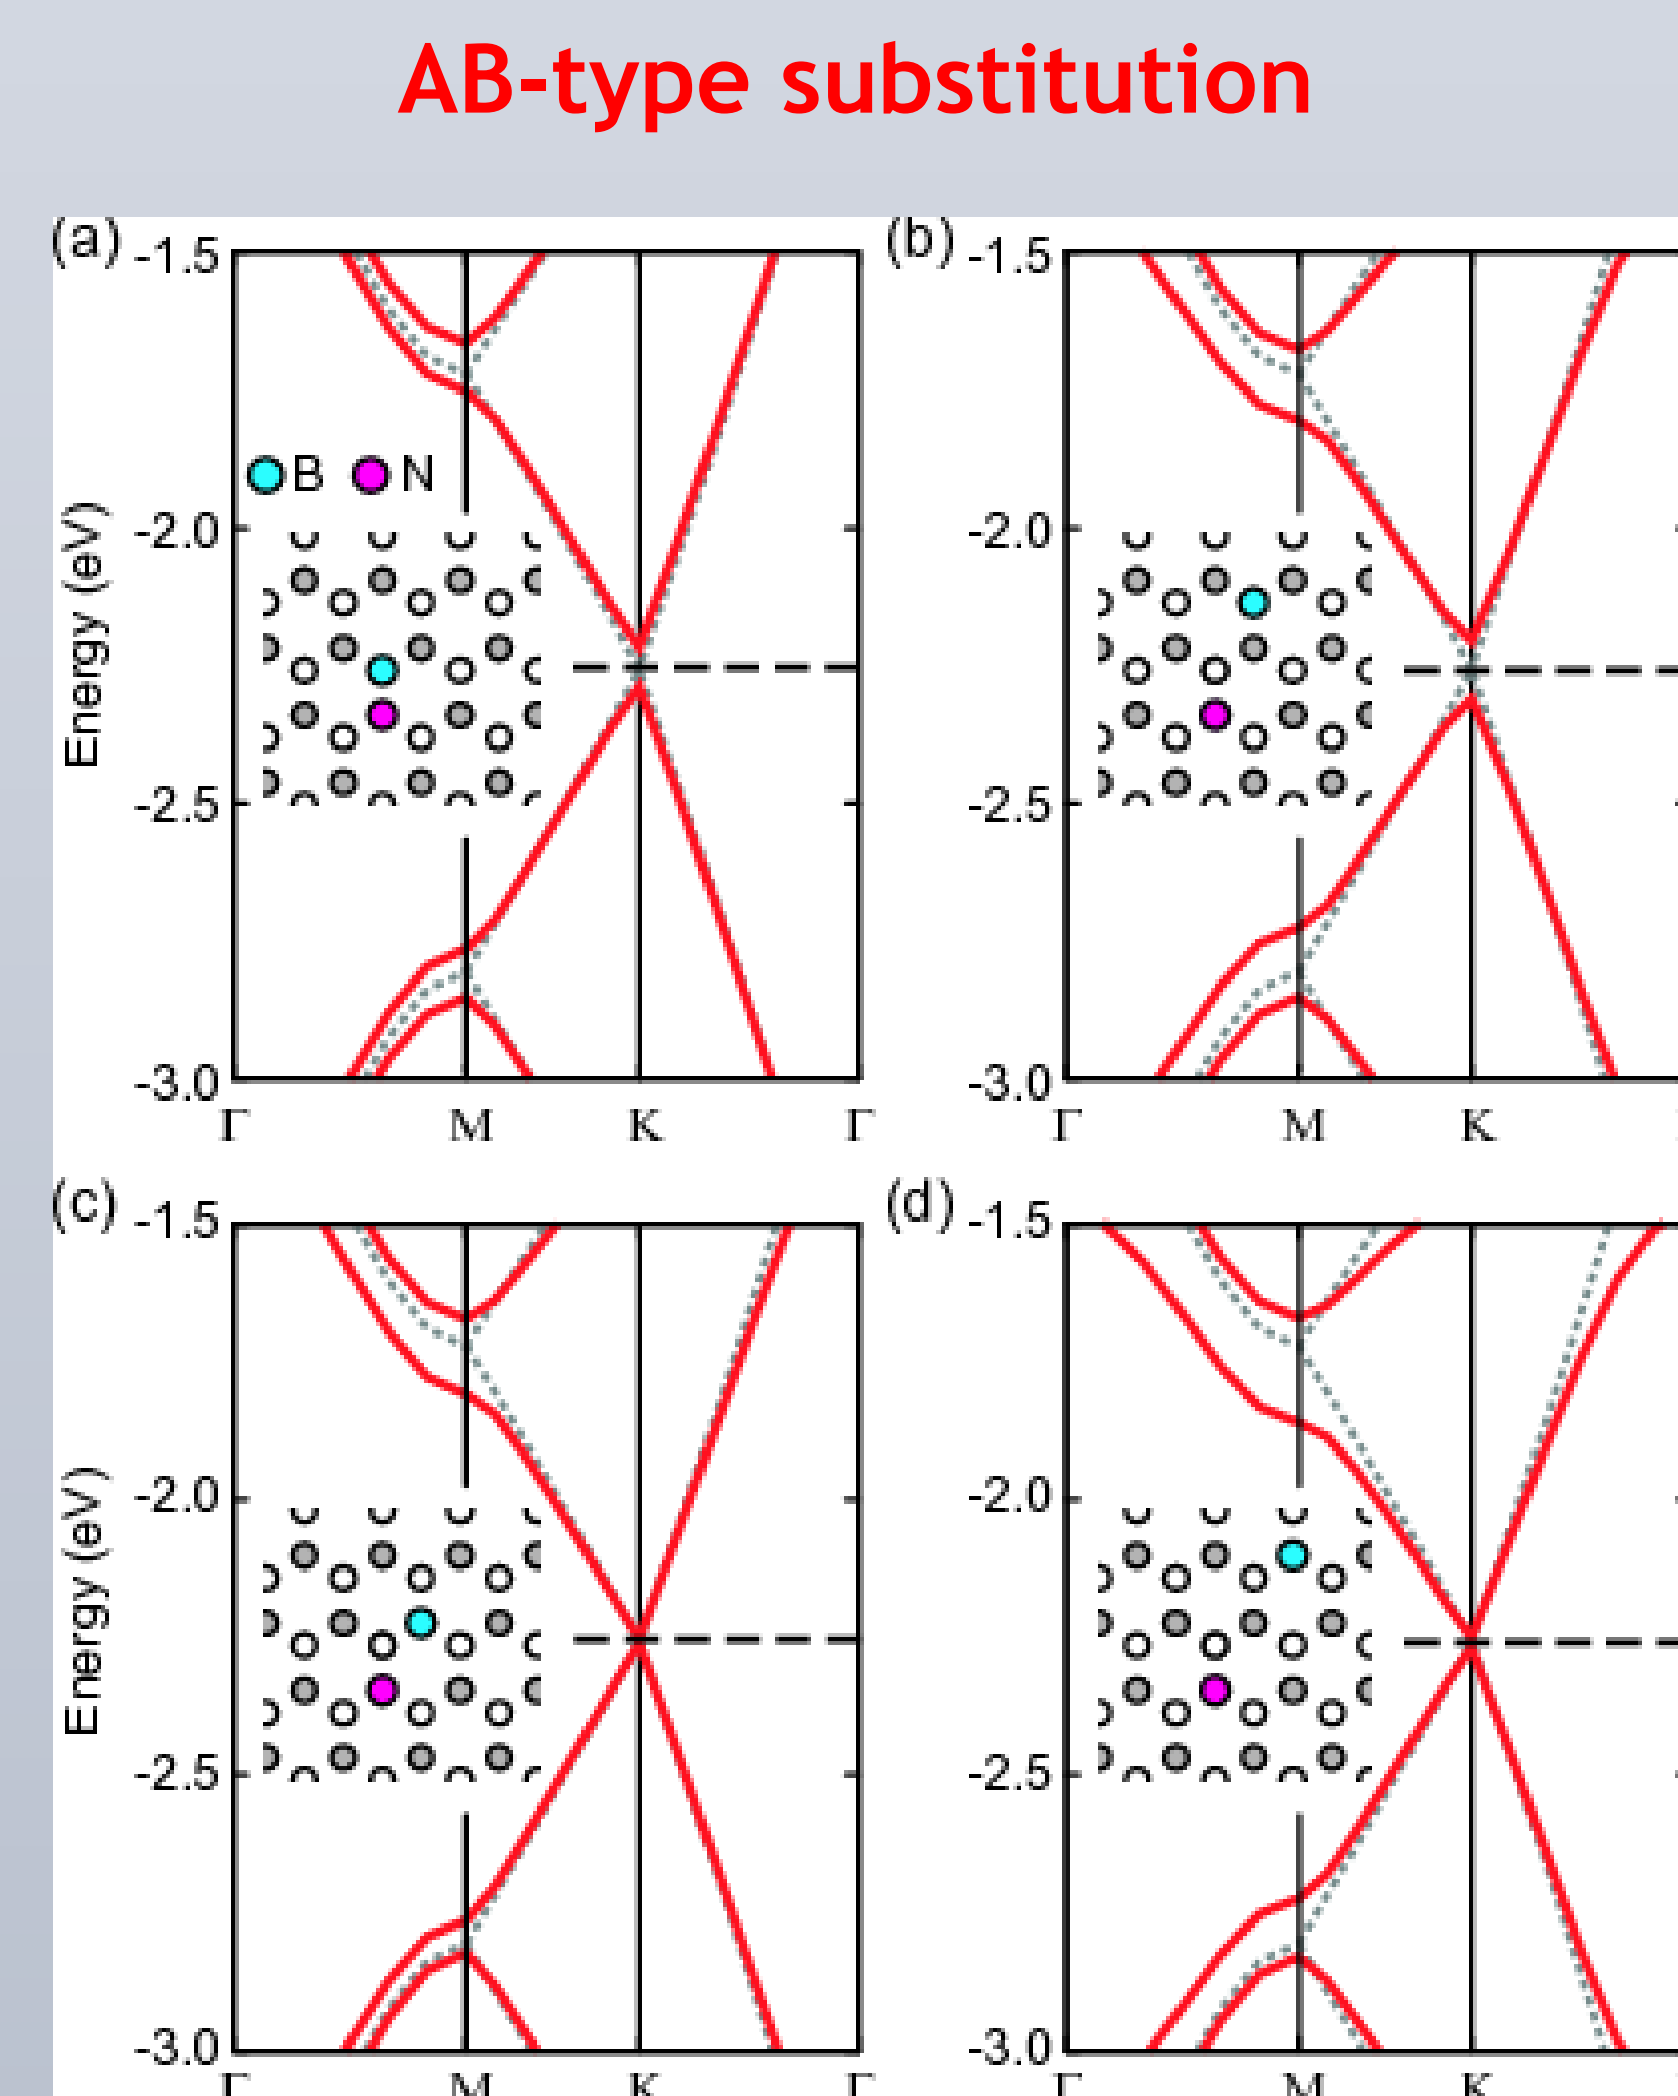 AB-type substitution
(a)
-1.5
B N
-2.0
-2.5
-3.0
Energy (eV)
Γ M K Γ
(b)
-1.5
-2.0
-2.5
-3.0
Γ M K
(c)
-1.5
-2.0
-2.5
-3.0
Energy (eV)
Γ M K Γ
(d)
-1.5
-2.0
-2.5
-3.0
Γ M K